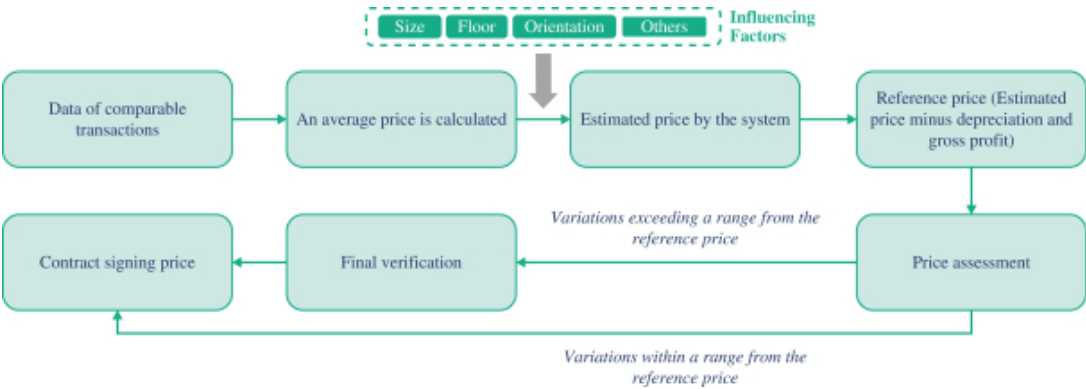 Size Floor Orientation Others
Influencing
Factors
Data of comparable
transactions
An average price is calculated
Estimated price by the system
Reference price (Estimated
price minus depreciation and
gross profit)
Variations exceeding a range from the
reference price
Contract signing price
Final verification
Price assessment
Variations within a range from the
reference price